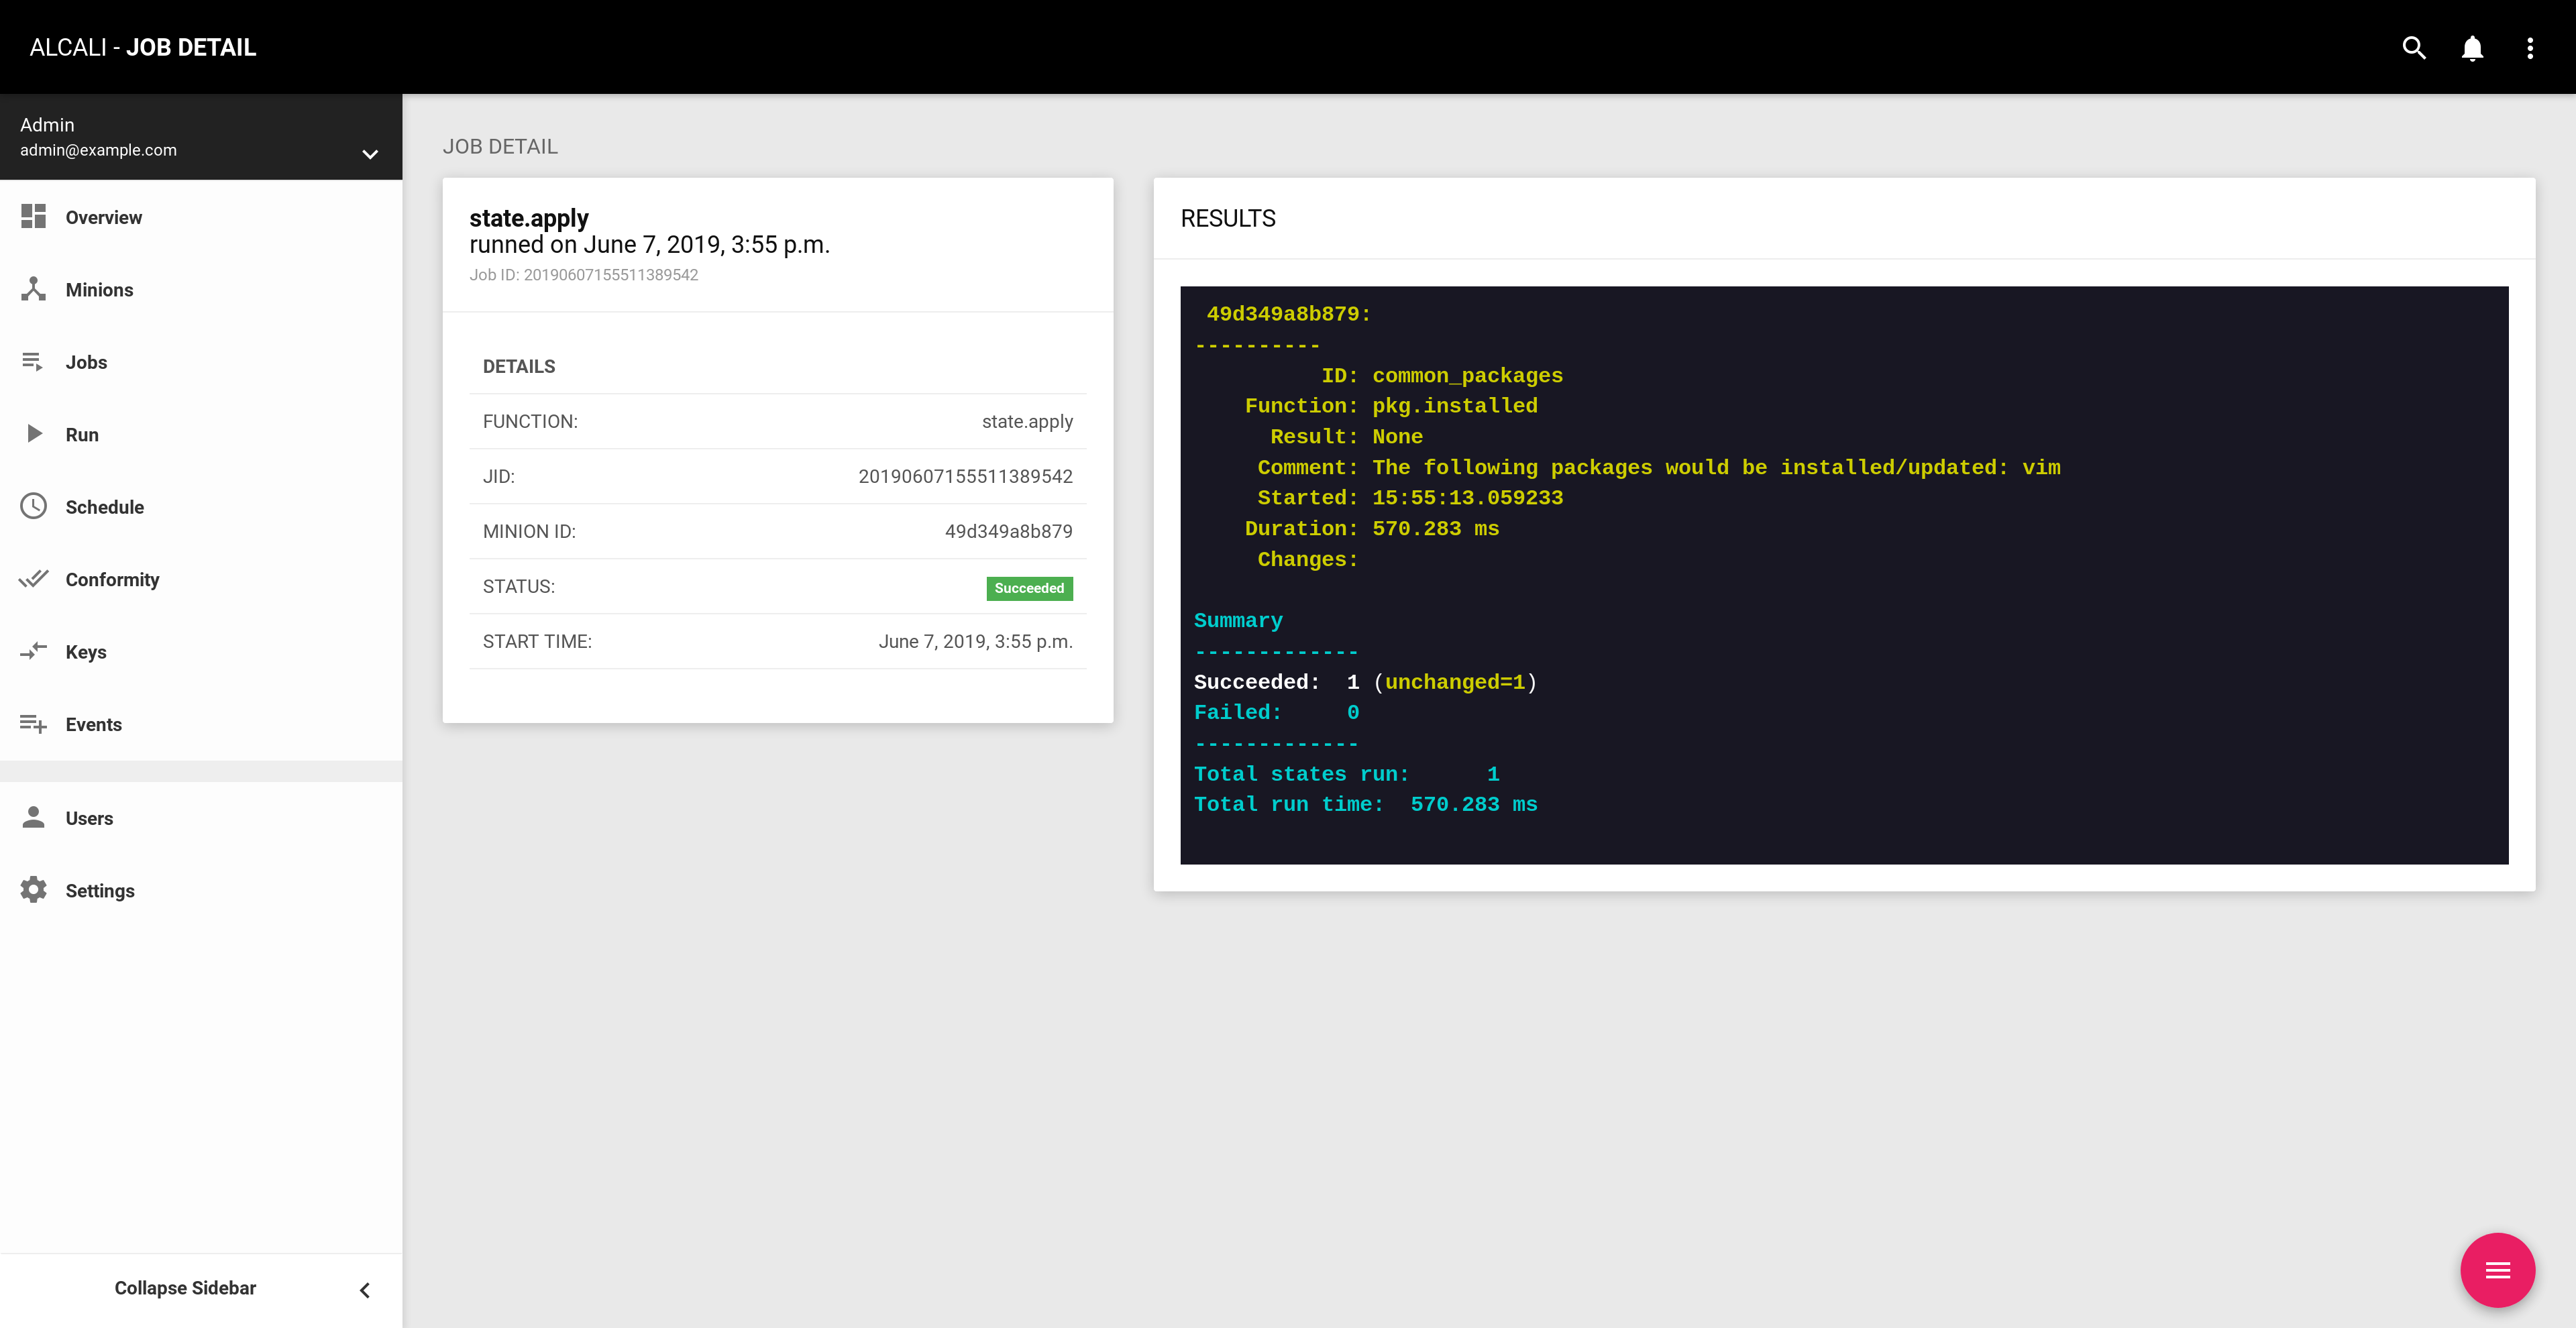 ALCALI - JOB DETAIL
Admin
admin@example.com
Overview
Minions
Jobs
Run
Schedule
Conformity
Keys
Events
Users
Settings
Collapse Sidebar
JOB DETAIL
state.apply
runned on June 7, 2019, 3:55 p.m.
Job ID: 20190607155511389542
DETAILS
FUNCTION: state.apply
JID: 20190607155511389542
MINION ID: 49d349a8b879
STATUS: Succeeded
START TIME: June 7, 2019, 3:55 p.m.
RESULTS
49d349a8b879:
----------
ID: common_packages
Function: pkg.installed
Result: None
Comment: The following packages would be installed/updated: vim
Started: 15:55:13.059233
Duration: 570.283 ms
Changes:
Summary
-------------
Succeeded: 1 (unchanged=1)
Failed: 0
-------------
Total states run: 1
Total run time: 570.283 ms